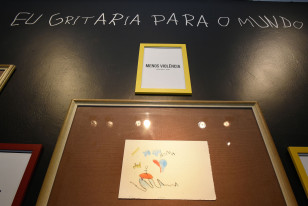 EU GRITARIA PARA O MUNDO
MENOS VIOLÊNCIA